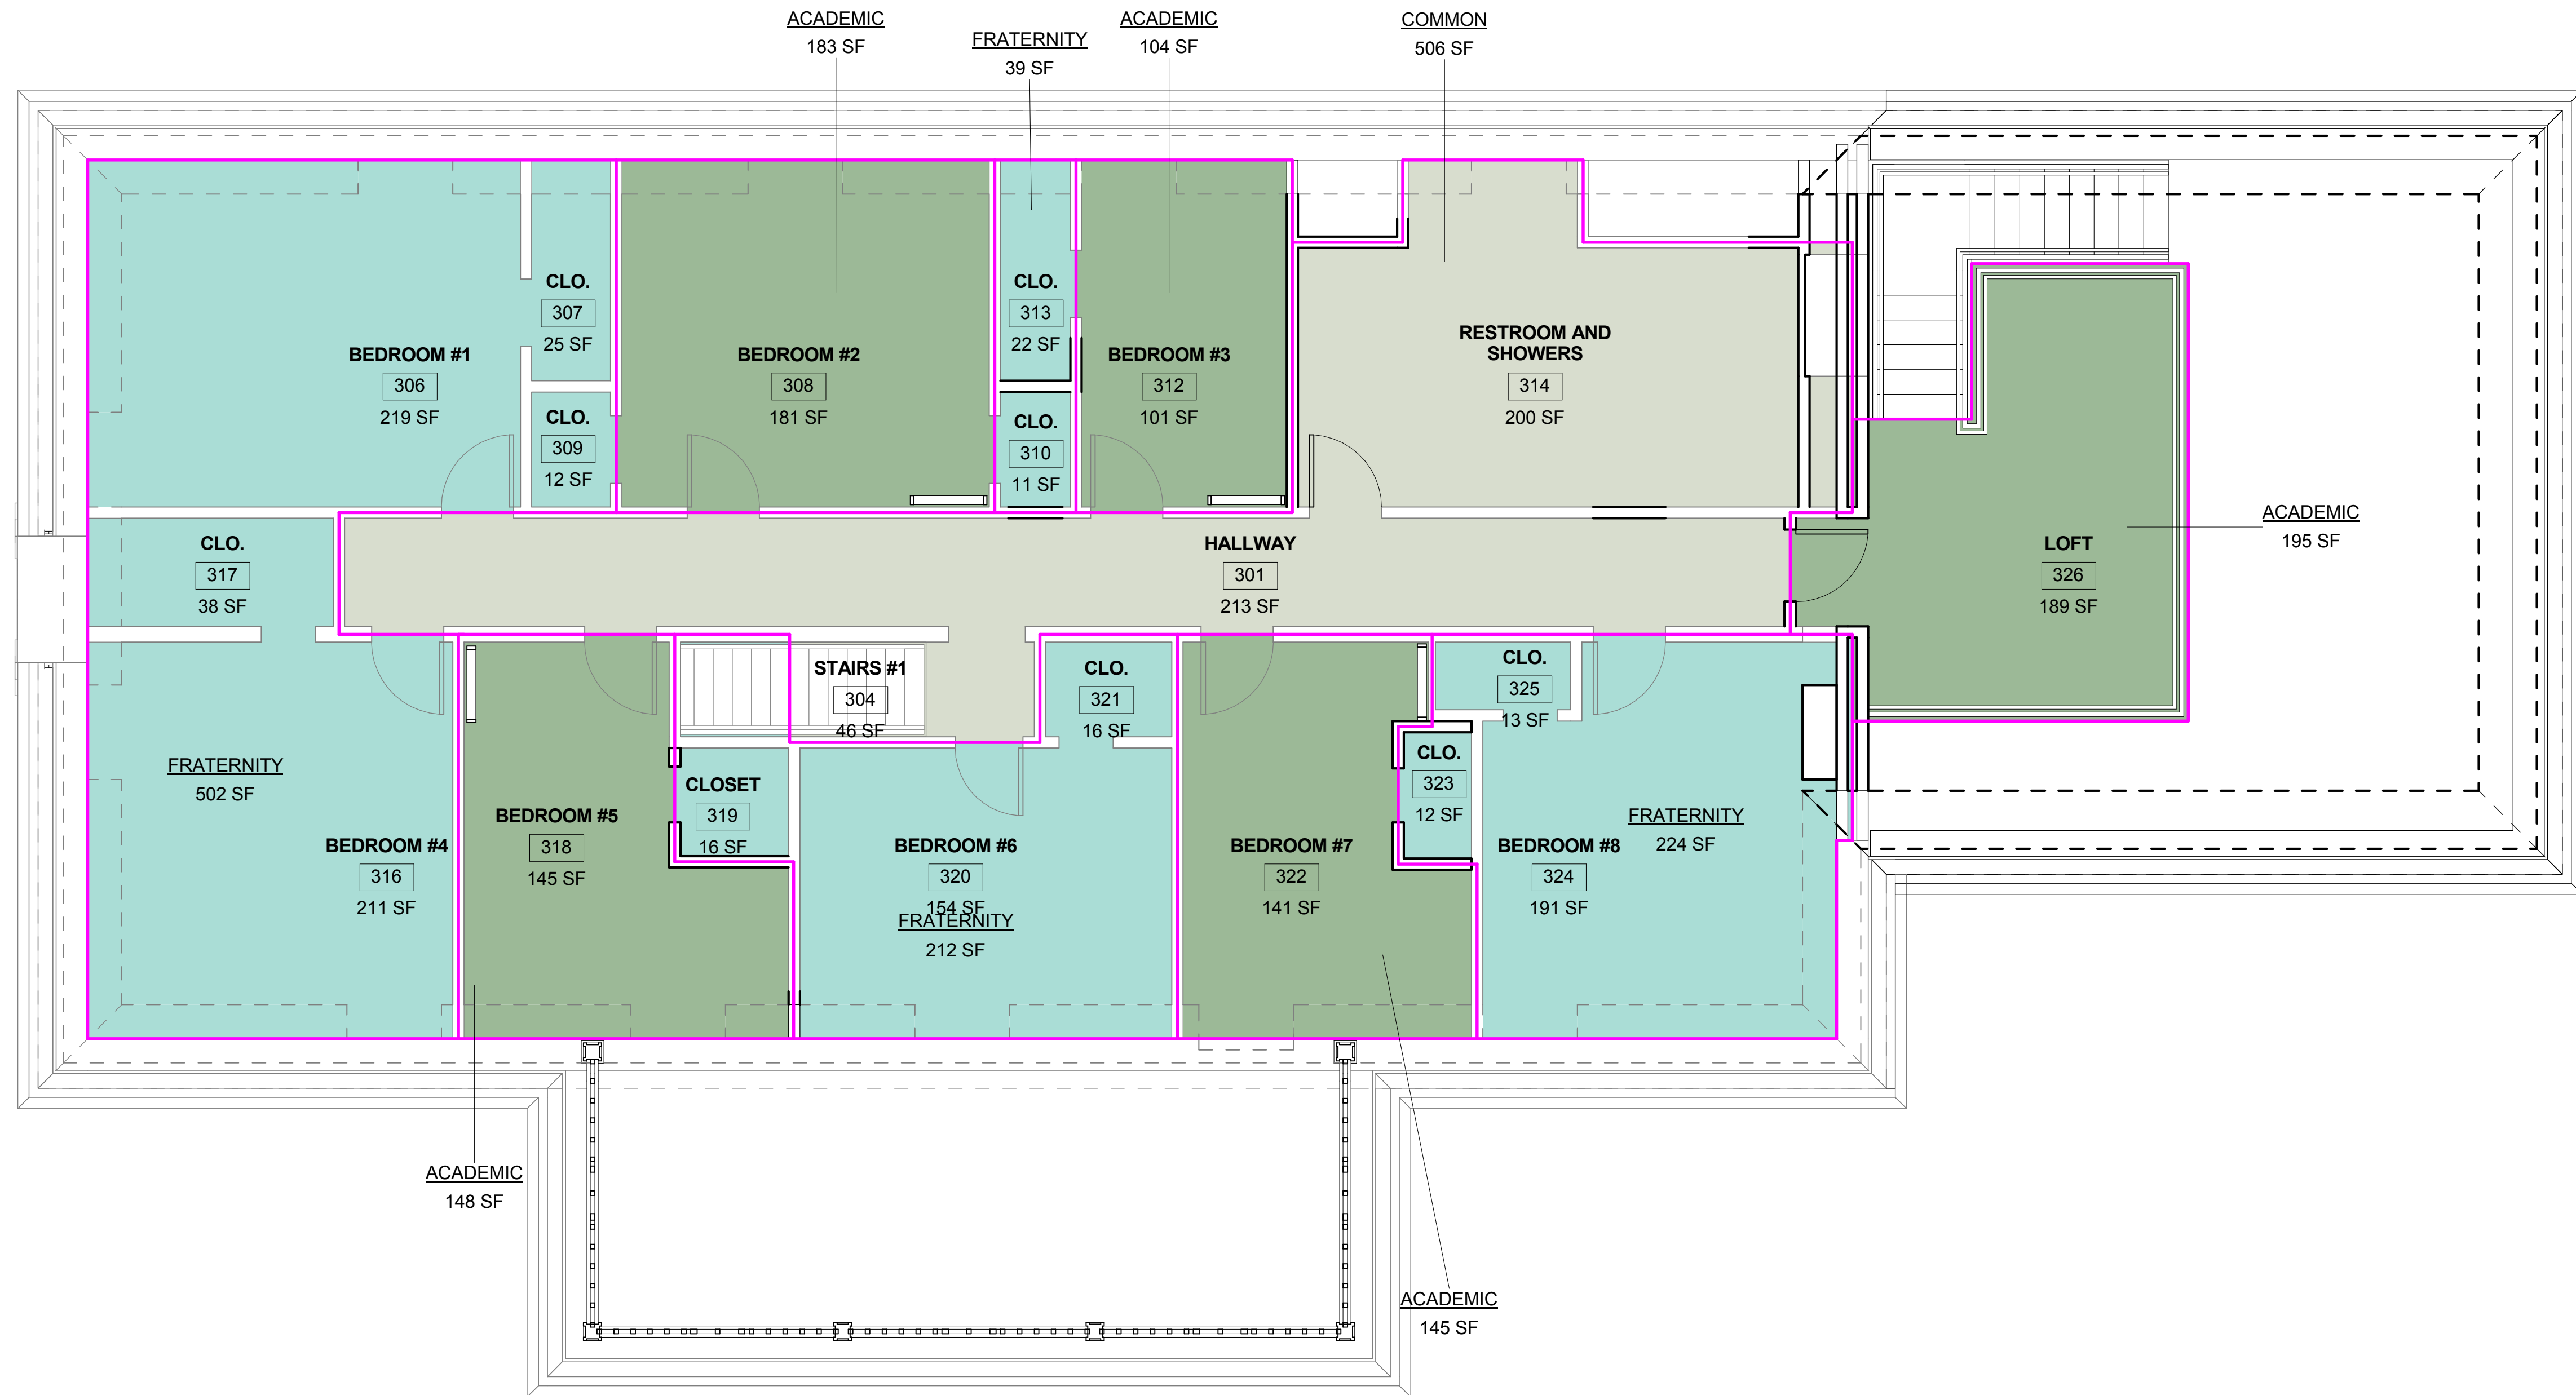 ACADEMIC
183 SF
FRATERNITY
39 SF
ACADEMIC
104 SF
COMMON
506 SF
BEDROOM #1
306
219 SF
CLO.
307
25 SF
CLO.
309
12 SF
BEDROOM #2
308
181 SF
CLO.
313
22 SF
CLO.
310
11 SF
BEDROOM #3
312
101 SF
RESTROOM AND
SHOWERS
314
200 SF
CLO.
317
38 SF
HALLWAY
301
213 SF
LOFT
326
189 SF
ACADEMIC
195 SF
STAIRS #1
304
46 SF
CLO.
321
16 SF
CLO.
325
13 SF
CLO.
323
12 SF
FRATERNITY
502 SF
BEDROOM #4
316
211 SF
BEDROOM #5
318
145 SF
CLOSET
319
16 SF
BEDROOM #6
320
154 SF
FRATERNITY
212 SF
BEDROOM #7
322
141 SF
BEDROOM #8
324
191 SF
FRATERNITY
224 SF
ACADEMIC
148 SF
ACADEMIC
145 SF